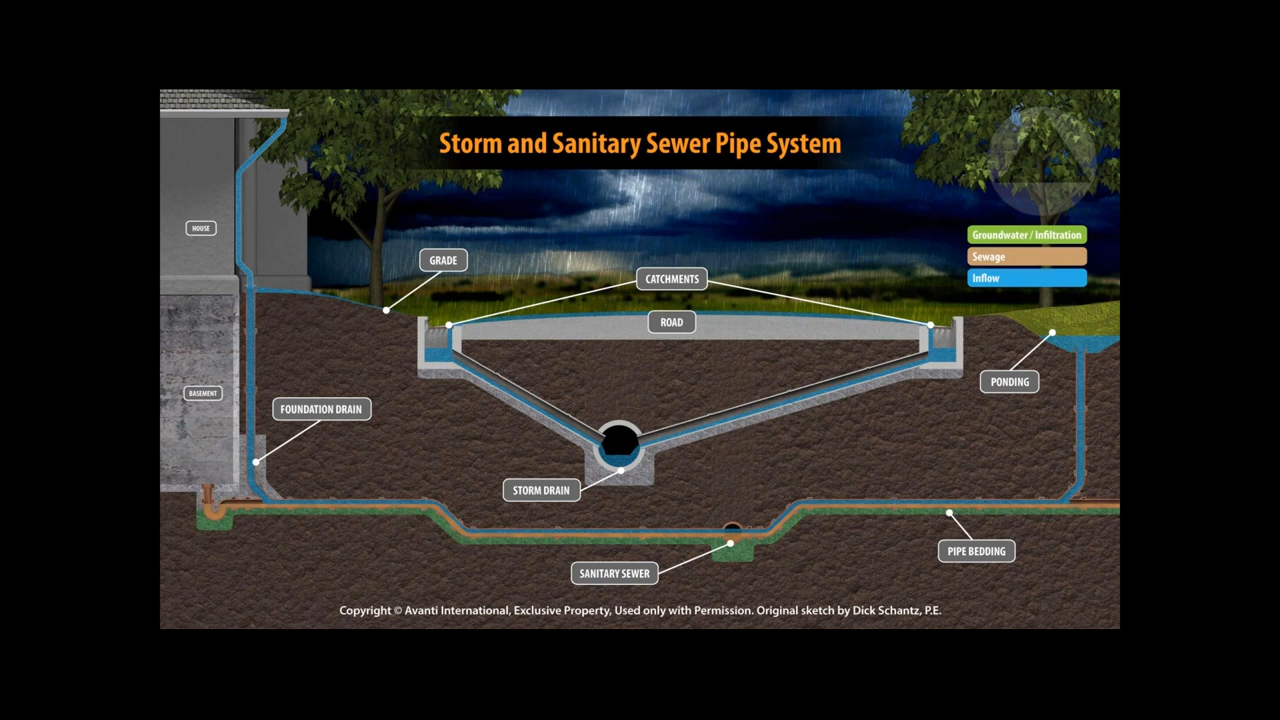 Storm and Sanitary Sewer Pipe System
HOUSE
Groundwater / Infiltration
Sewage
Inflow
GRADE
CATCHMENTS
ROAD
PONDING
BASEMENT
FOUNDATION DRAIN
STORM DRAIN
PIPE BEDDING
SANITARY SEWER
Copyright © Avanti International, Exclusive Property, Used only with Permission. Original sketch by Dick Schantz, P.E.